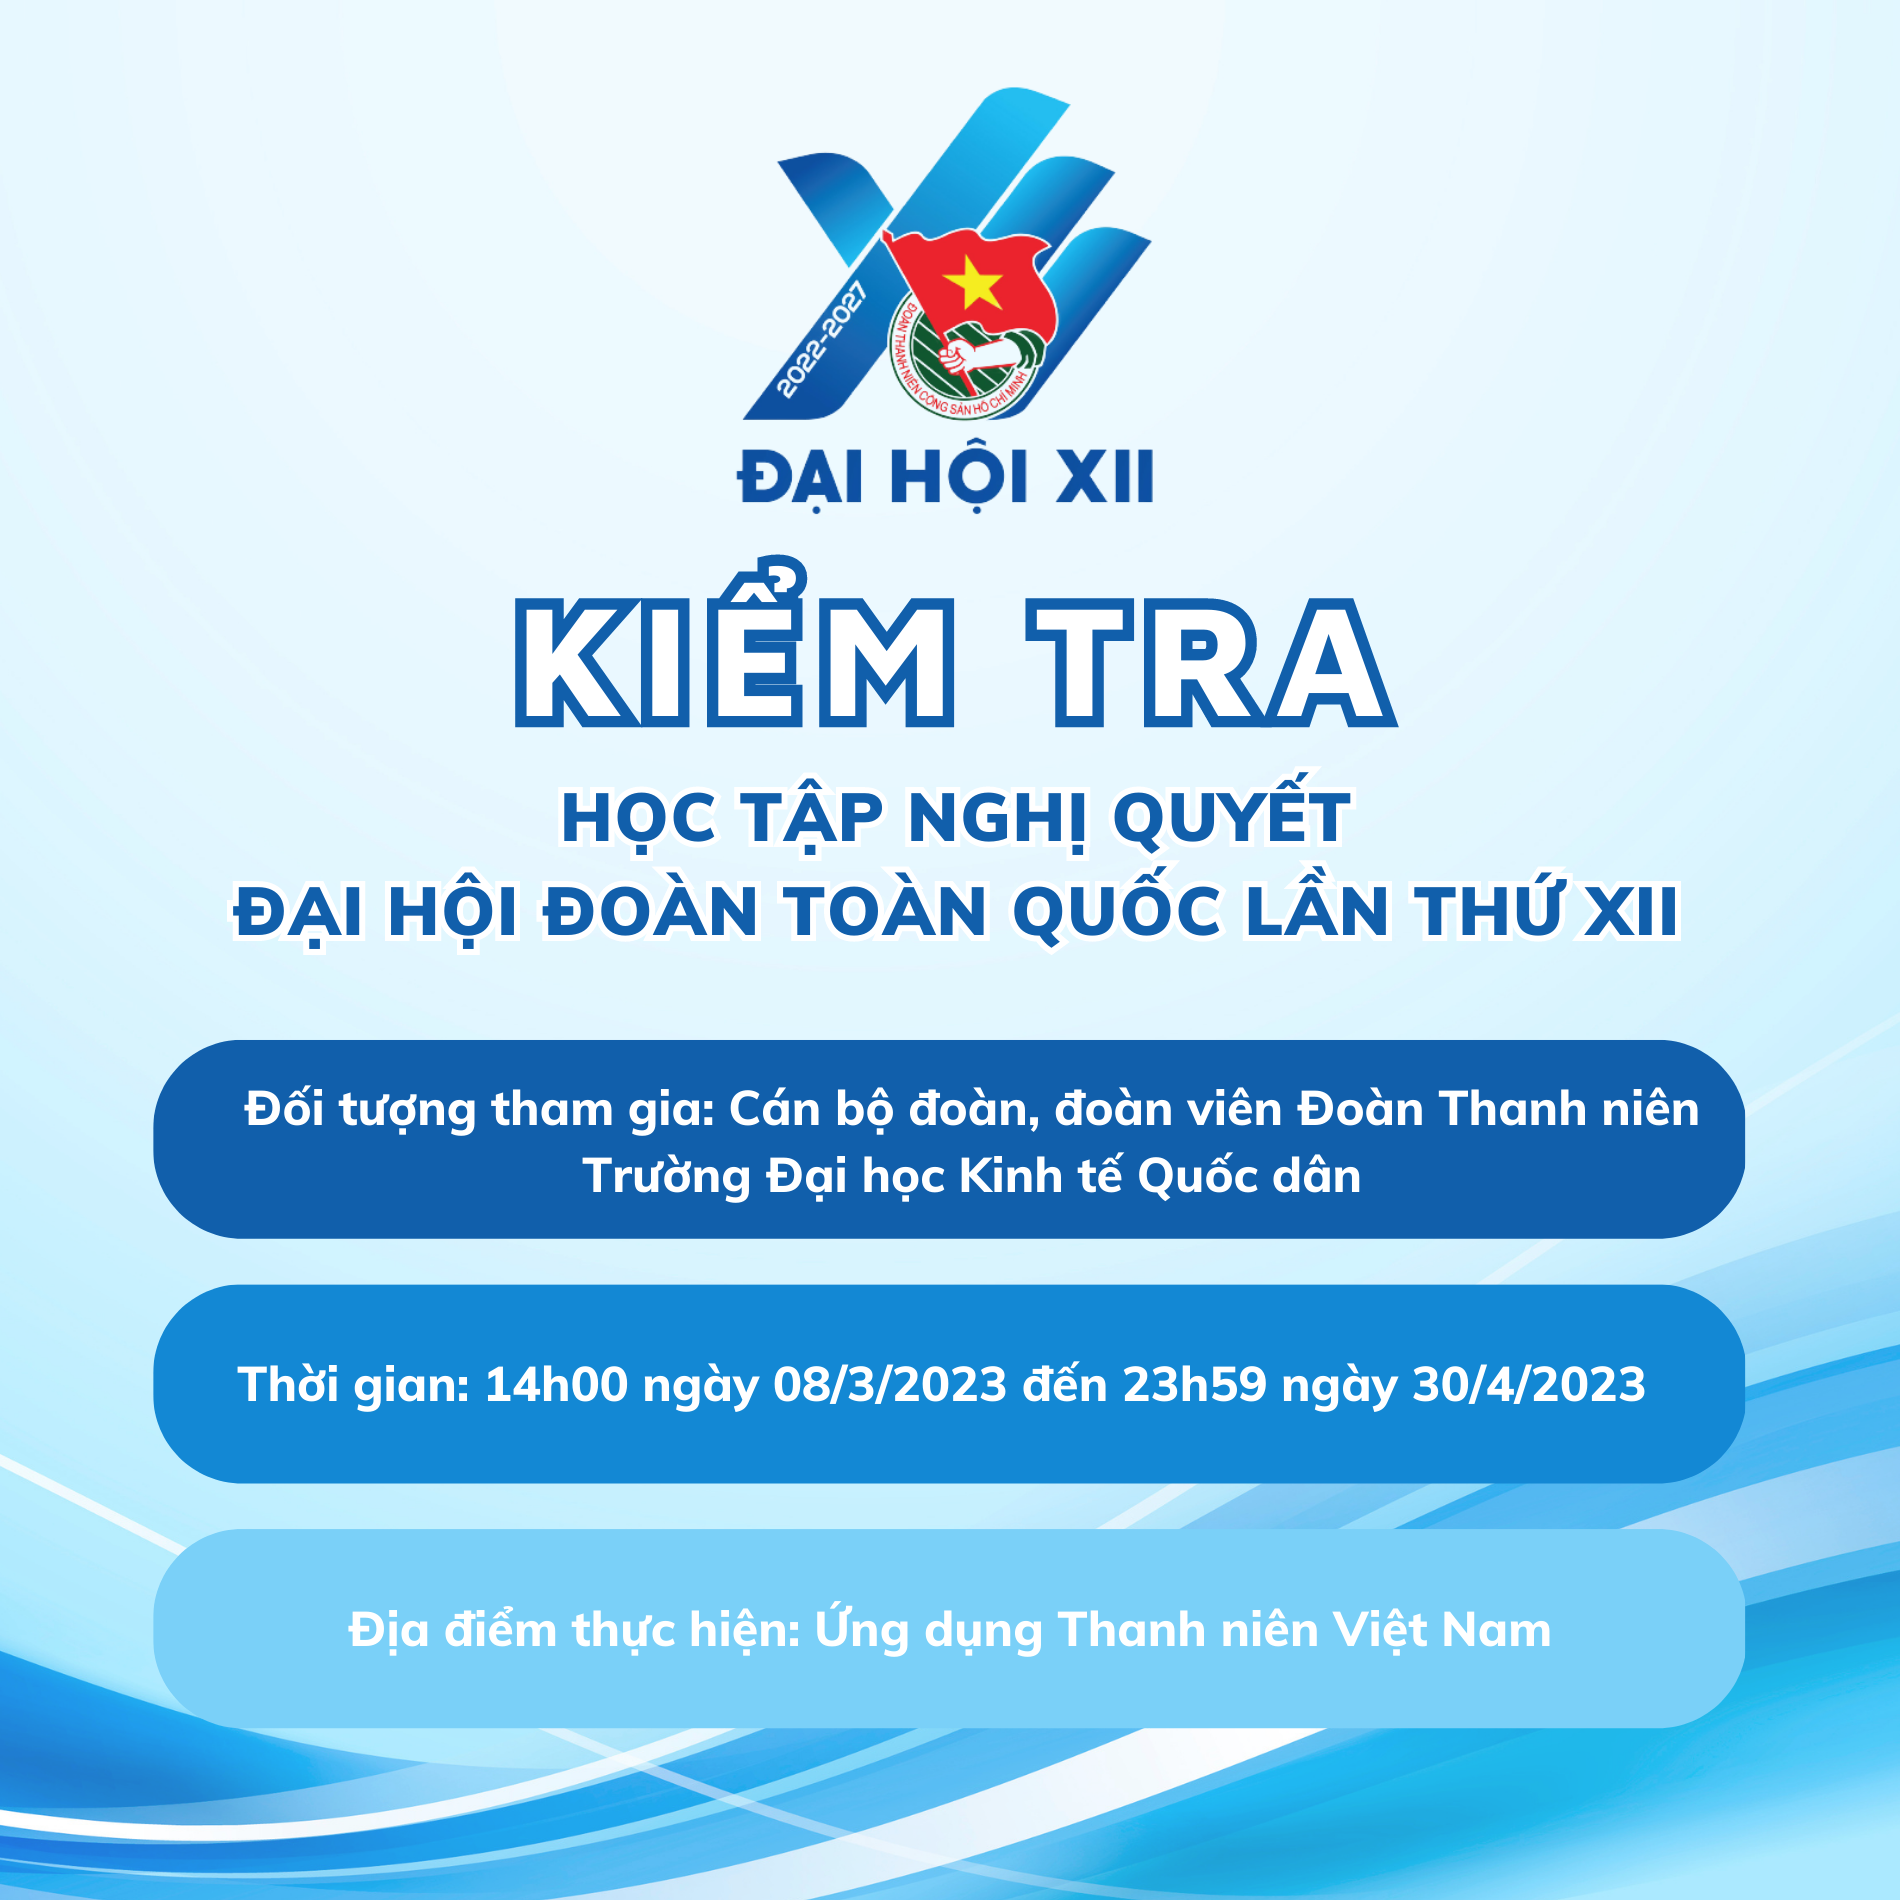 2022-2027
ĐOÀN THANH NIÊN CỘNG SẢN HỒ CHÍ MINH
ĐẠI HỘI XII
KIỂM TRA
HỌC TẬP NGHỊ QUYẾT
ĐẠI HỘI ĐOÀN TOÀN QUỐC LẦN THỨ XII
Đối tượng tham gia: Cán bộ đoàn, đoàn viên Đoàn Thanh niên
Trường Đại học Kinh tế Quốc dân
Thời gian: 14h00 ngày 08/3/2023 đến 23h59 ngày 30/4/2023
Địa điểm thực hiện: Ứng dụng Thanh niên Việt Nam